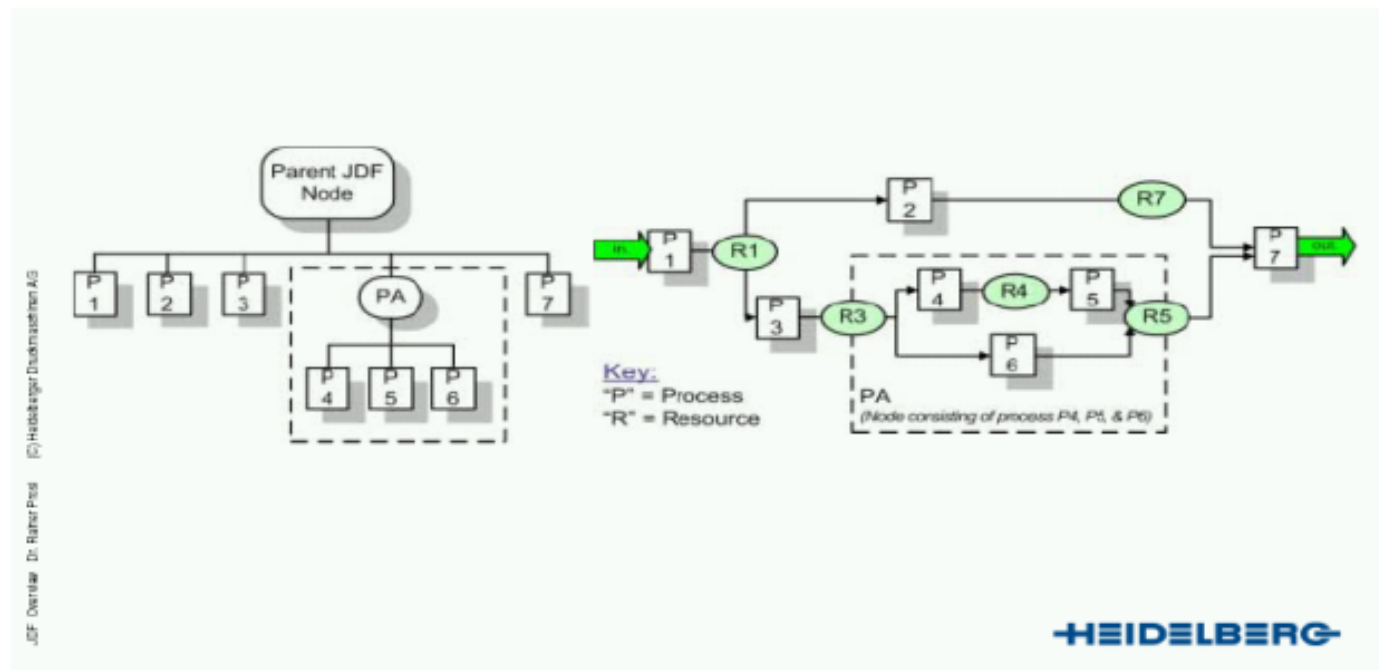 Parent JDF
Node
P
1
P
2
P
3
PA
P
7
P
4
P
5
P
6
in.
P
1
R1
P
2
R7
P
7
out.
P
3
R3
P
4
R4
P
5
R5
P
6
Key:
"P" = Process
"R" = Resource
PA
(Node consisting of process P4, P5, & P6)
JDF Overview Dr. Rainer Prosi (C) Heidelberger Druckmaschinen AG
HEIDELBERG